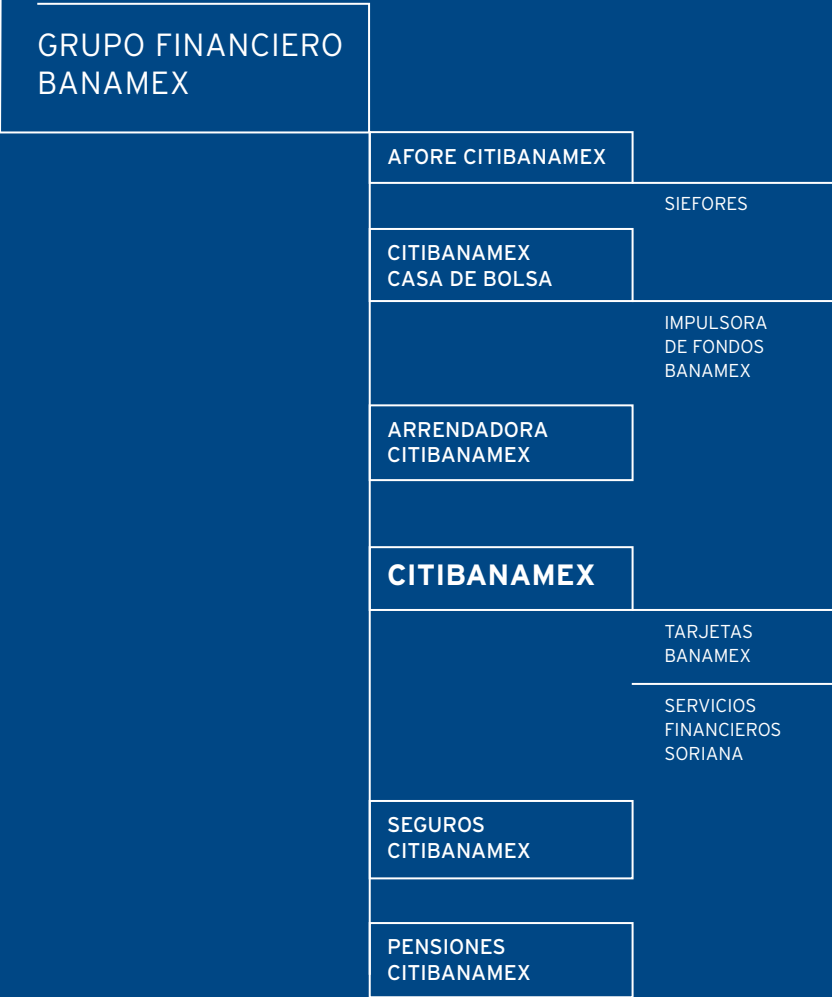 GRUPO FINANCIERO
BANAMEX
AFORE CITIBANAMEX
SIEFORES
CITIBANAMEX
CASA DE BOLSA
IMPULSORA
DE FONDOS
BANAMEX
ARRENDADORA
CITIBANAMEX
CITIBANAMEX
TARJETAS
BANAMEX
SERVICIOS
FINANCIEROS
SORIANA
SEGUROS
CITIBANAMEX
PENSIONES
CITIBANAMEX